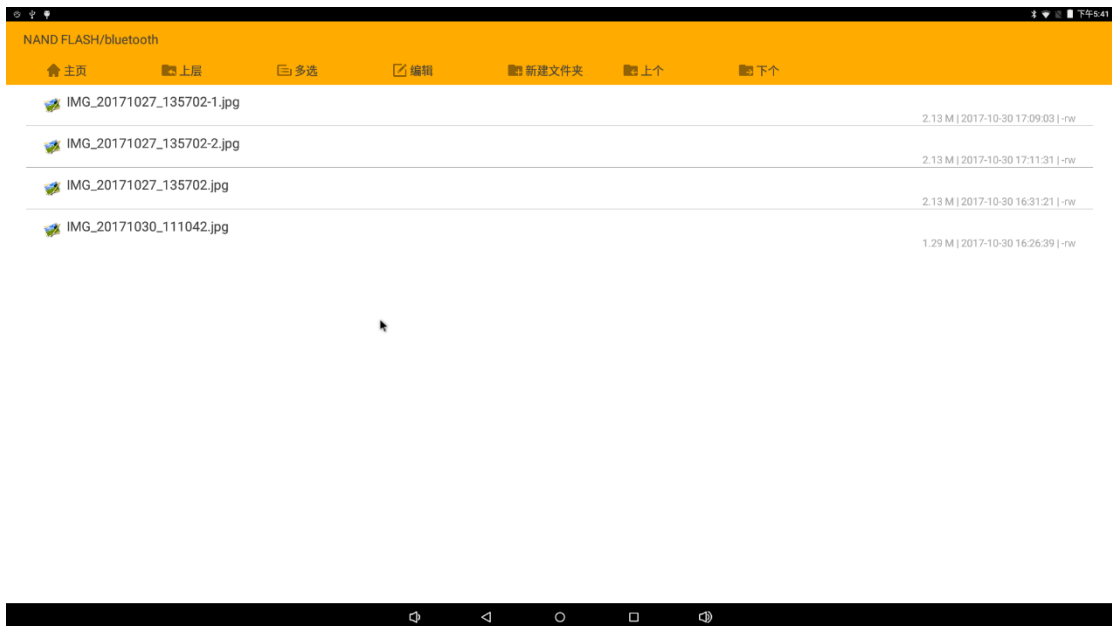 下午5:41
NAND FLASH/bluetooth
主页 上层 多选 编辑 新建文件夹 上个 下个
IMG_20171027_135702-1.jpg
2.13 M | 2017-10-30 17:09:03 | -rw
IMG_20171027_135702-2.jpg
2.13 M | 2017-10-30 17:11:31 | -rw
IMG_20171027_135702.jpg
2.13 M | 2017-10-30 16:31:21 | -rw
IMG_20171030_111042.jpg
1.29 M | 2017-10-30 16:26:39 | -rw